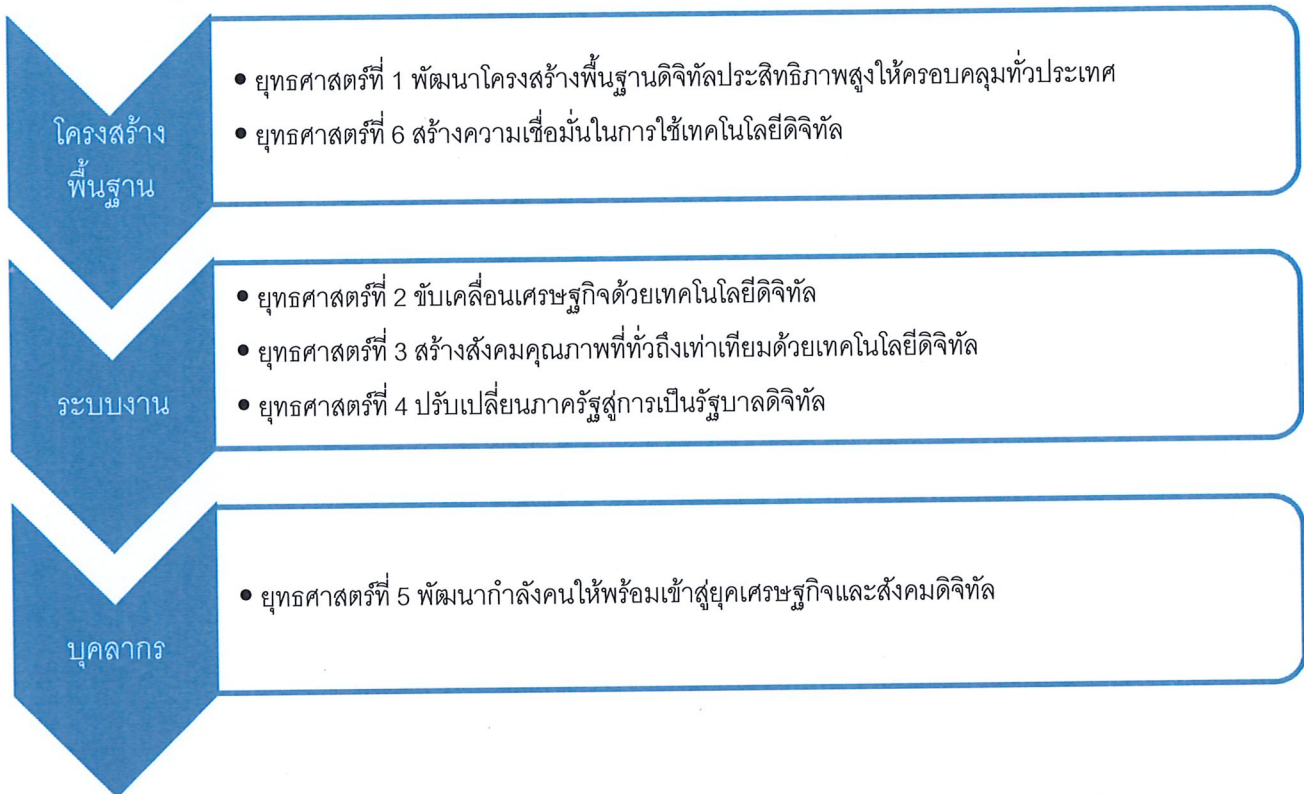 โครงสร้าง
พื้นฐาน
• ยุทธศาสตร์ที่ 1 พัฒนาโครงสร้างพื้นฐานดิจิทัลประสิทธิภาพสูงให้ครอบคลุมทั่วประเทศ
• ยุทธศาสตร์ที่ 6 สร้างความเชื่อมั่นในการใช้เทคโนโลยีดิจิทัล
ระบบงาน
• ยุทธศาสตร์ที่ 2 ขับเคลื่อนเศรษฐกิจด้วยเทคโนโลยีดิจิทัล
• ยุทธศาสตร์ที่ 3 สร้างสังคมคุณภาพที่ทั่วถึงเท่าเทียมด้วยเทคโนโลยีดิจิทัล
• ยุทธศาสตร์ที่ 4 ปรับเปลี่ยนภาครัฐสู่การเป็นรัฐบาลดิจิทัล
บุคลากร
• ยุทธศาสตร์ที่ 5 พัฒนากำลังคนให้พร้อมเข้าสู่ยุคเศรษฐกิจและสังคมดิจิทัล